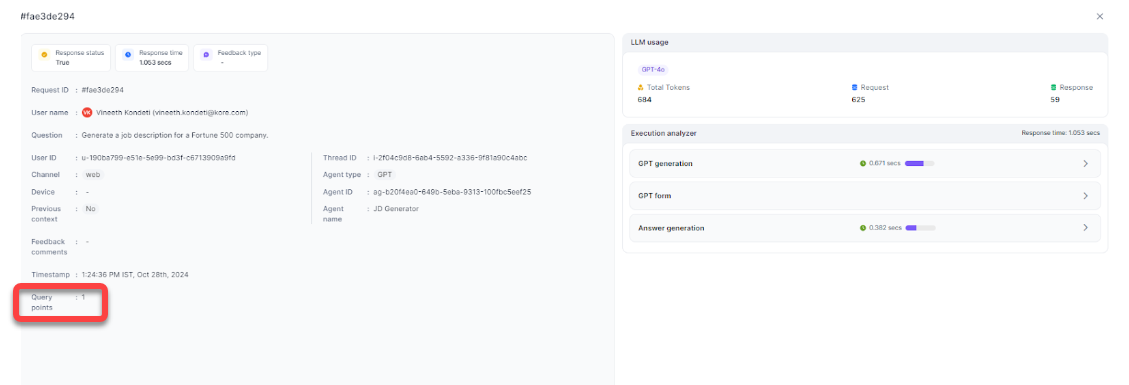 #fae3de294
Response status
True
Response time
1.053 secs
Feedback type
-
Request ID : #fae3de294
User name : VK Vineeth Kondeti (vineeth.kondeti@kore.com)
Question : Generate a job description for a Fortune 500 company.
User ID : u-190ba799-e51e-5e99-bd3f-c6713909a9fd
Channel : web
Device : -
Previous context : No
Thread ID : i-2f04c9d8-6ab4-5592-a336-9f81a90c4abc
Agent type : GPT
Agent ID : ag-b20f4ea0-649b-5eba-9313-100fbc5eef25
Agent name : JD Generator
Feedback comments : -
Timestamp : 1:24:36 PM IST, Oct 28th, 2024
Query points : 1
LLM usage
GPT-4o
Total Tokens
684
Request
625
Response
59
Execution analyzer
Response time: 1.053 secs
GPT generation 0.671 secs
GPT form
Answer generation 0.382 secs